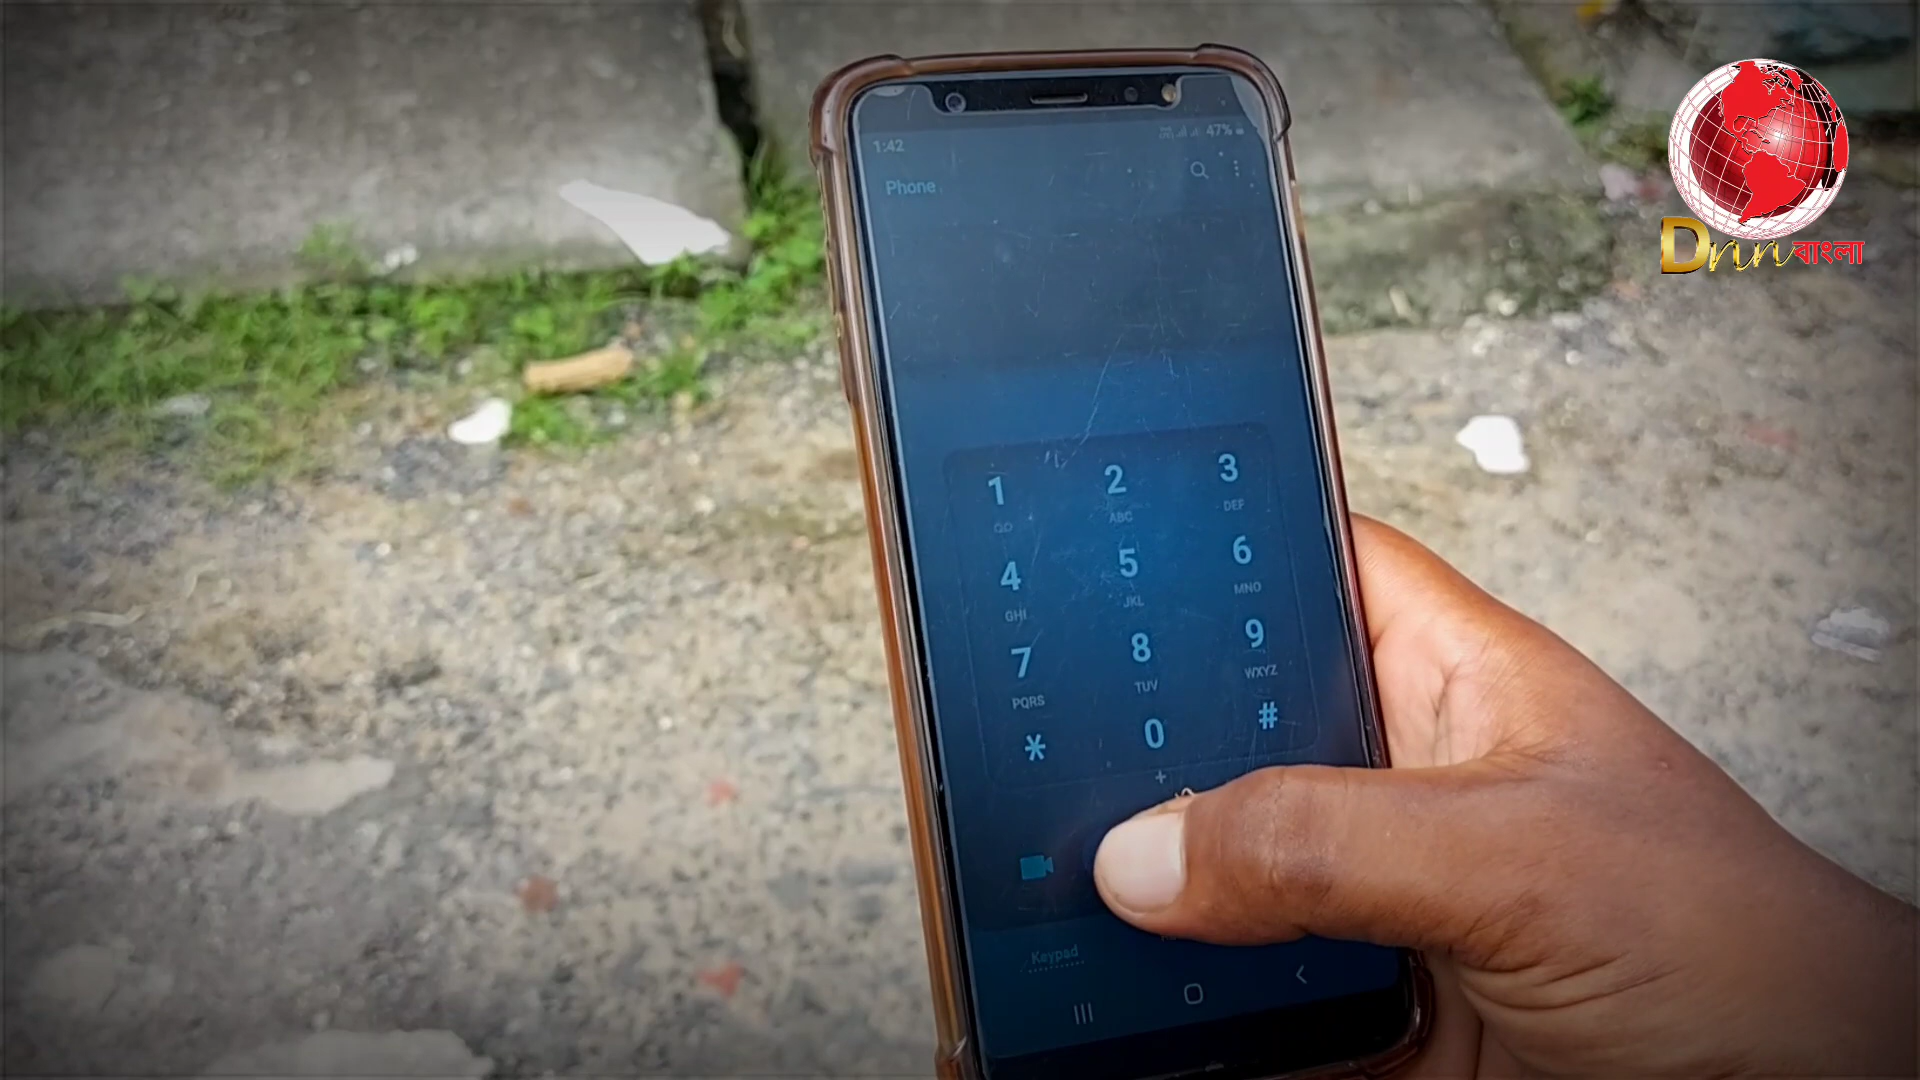 1:42
47%
Phone
Dnnবাংলা
1 2 3
ABC DEF
4 5 6
GHI JKL MNO
7 8 9
PQRS TUV WXYZ
* 0 #
+
Keypad